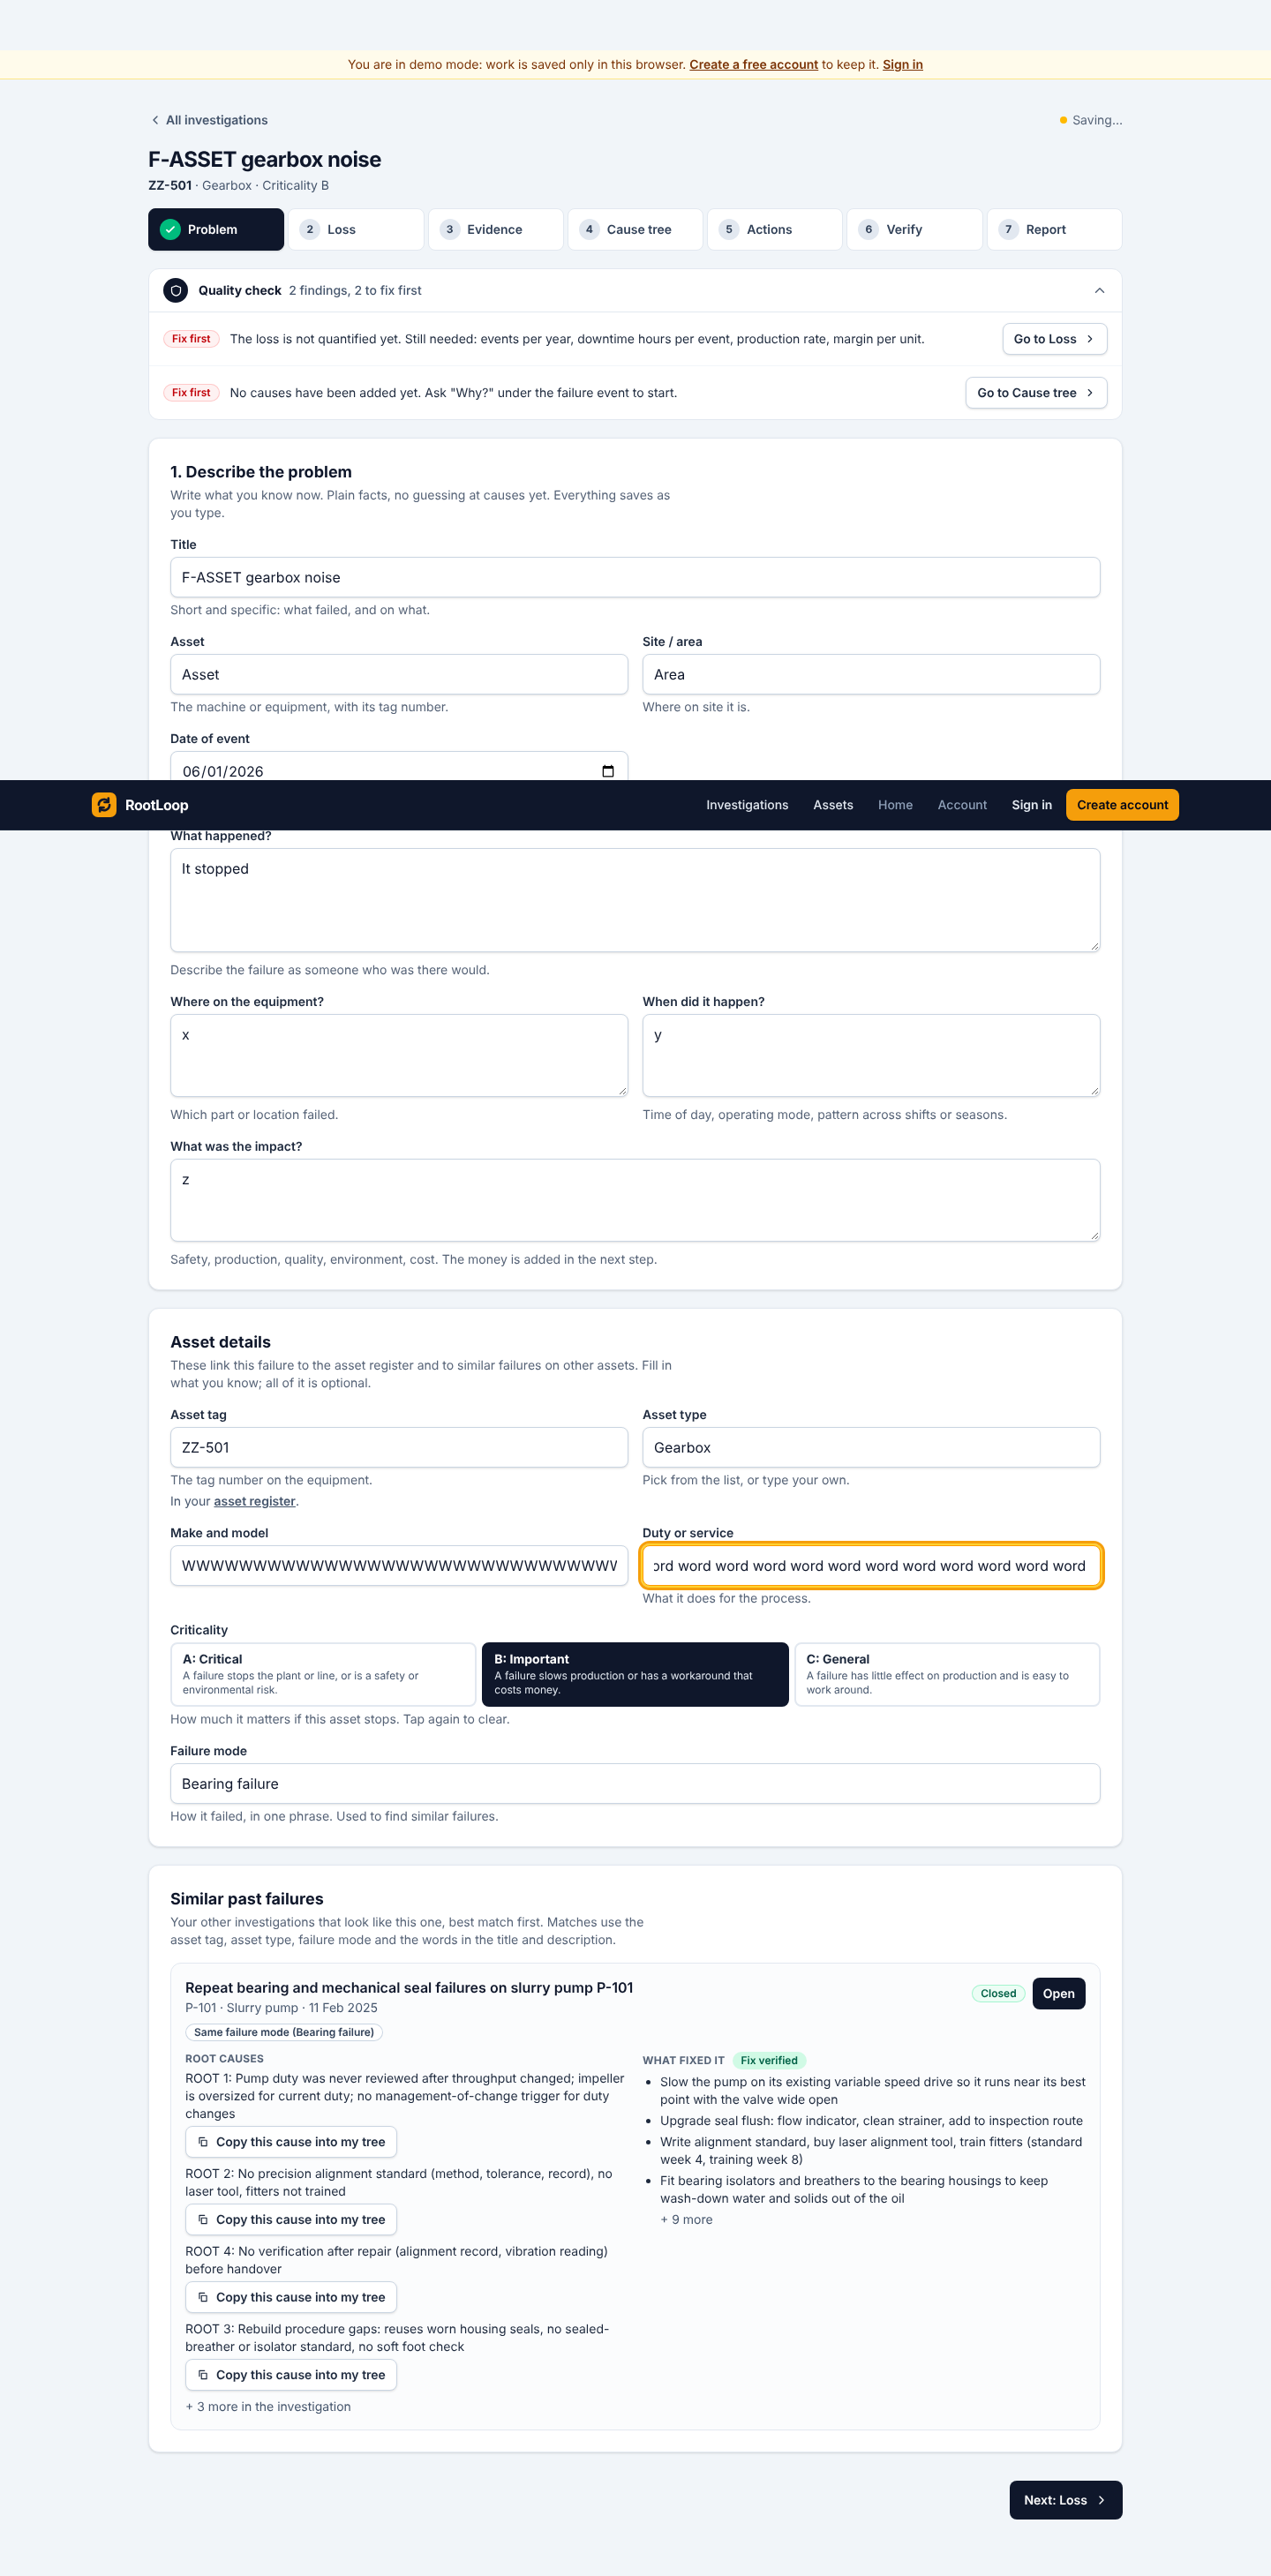 You are in demo mode: work is saved only in this browser. Create a free account to keep it. Sign in
All investigations
Saving...
F-ASSET gearbox noise
ZZ-501 · Gearbox · Criticality B
Problem
2 Loss
3 Evidence
4 Cause tree
5 Actions
6 Verify
7 Report
Quality check 2 findings, 2 to fix first
Fix first The loss is not quantified yet. Still needed: events per year, downtime hours per event, production rate, margin per unit. Go to Loss
Fix first No causes have been added yet. Ask "Why?" under the failure event to start. Go to Cause tree
1. Describe the problem
Write what you know now. Plain facts, no guessing at causes yet. Everything saves as
you type.
Title
F-ASSET gearbox noise
Short and specific: what failed, and on what.
Asset
Asset
The machine or equipment, with its tag number.
Site / area
Area
Where on site it is.
Date of event
06/01/2026
RootLoop Investigations Assets Home Account Sign in Create account
What happened?
It stopped
Describe the failure as someone who was there would.
Where on the equipment?
x
Which part or location failed.
When did it happen?
y
Time of day, operating mode, pattern across shifts or seasons.
What was the impact?
z
Safety, production, quality, environment, cost. The money is added in the next step.
Asset details
These link this failure to the asset register and to similar failures on other assets. Fill in
what you know; all of it is optional.
Asset tag
ZZ-501
The tag number on the equipment.
In your asset register.
Asset type
Gearbox
Pick from the list, or type your own.
Make and model
Duty or service
word word word word word word word word word word word
What it does for the process.
Criticality
A: Critical
A failure stops the plant or line, or is a safety or
environmental risk.
B: Important
A failure slows production or has a workaround that
costs money.
C: General
A failure has little effect on production and is easy to
work around.
How much it matters if this asset stops. Tap again to clear.
Failure mode
Bearing failure
How it failed, in one phrase. Used to find similar failures.
Similar past failures
Your other investigations that look like this one, best match first. Matches use the
asset tag, asset type, failure mode and the words in the title and description.
Repeat bearing and mechanical seal failures on slurry pump P-101
P-101 · Slurry pump · 11 Feb 2025
Closed
Open
Same failure mode (Bearing failure)
ROOT CAUSES
ROOT 1: Pump duty was never reviewed after throughput changed; impeller
is oversized for current duty; no management-of-change trigger for duty
changes
Copy this cause into my tree
ROOT 2: No precision alignment standard (method, tolerance, record), no
laser tool, fitters not trained
Copy this cause into my tree
ROOT 4: No verification after repair (alignment record, vibration reading)
before handover
Copy this cause into my tree
ROOT 3: Rebuild procedure gaps: reuses worn housing seals, no sealed-
breather or isolator standard, no soft foot check
Copy this cause into my tree
+ 3 more in the investigation
WHAT FIXED IT Fix verified
Slow the pump on its existing variable speed drive so it runs near its best
point with the valve wide open
Upgrade seal flush: flow indicator, clean strainer, add to inspection route
Write alignment standard, buy laser alignment tool, train fitters (standard
week 4, training week 8)
Fit bearing isolators and breathers to the bearing housings to keep
wash-down water and solids out of the oil
+ 9 more
Next: Loss